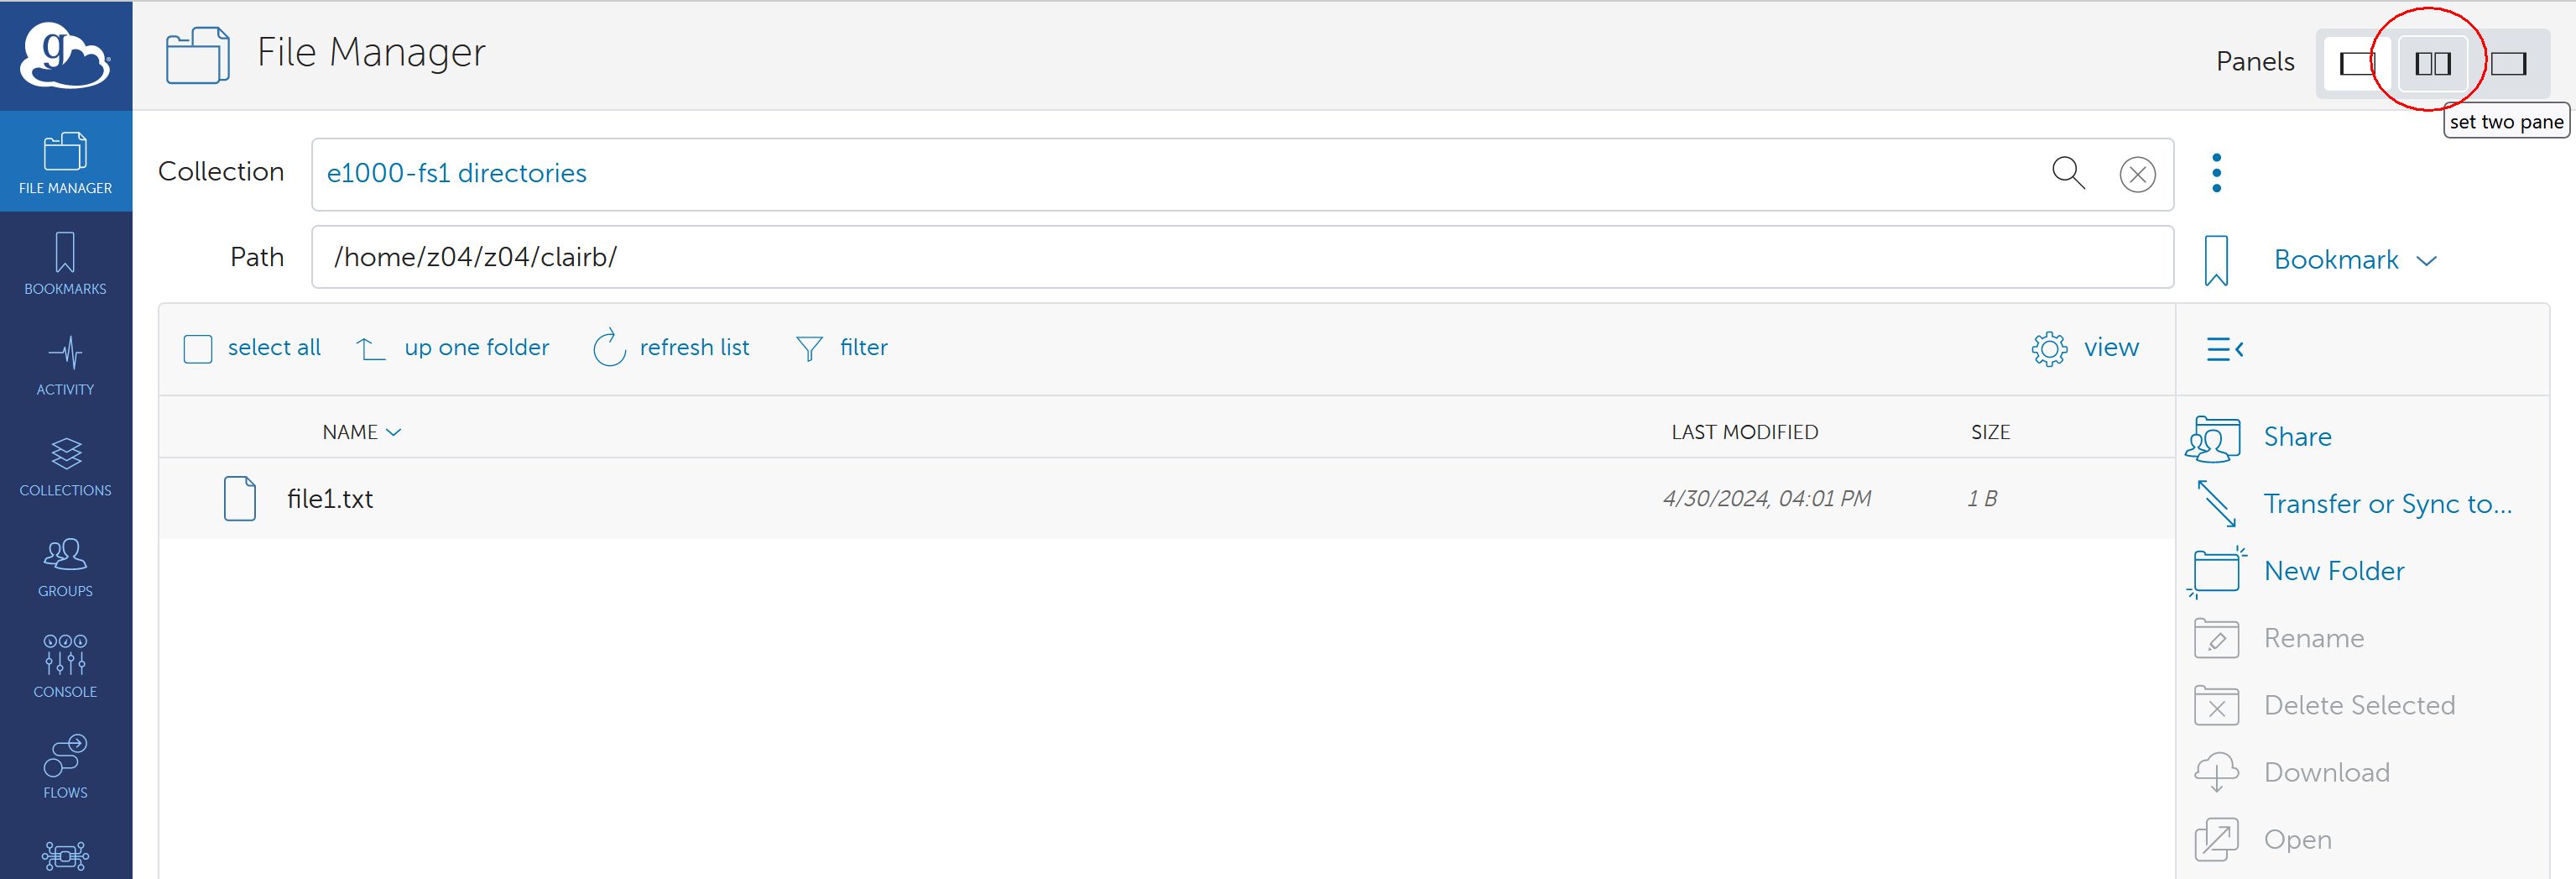 g
File Manager
Panels
set two pane
FILE MANAGER
Collection
e1000-fs1 directories
BOOKMARKS
Path
/home/z04/z04/clairb/
Bookmark
ACTIVITY
select all
up one folder
refresh list
filter
view
COLLECTIONS
NAME
LAST MODIFIED
SIZE
Share
file1.txt
4/30/2024, 04:01 PM
1 B
Transfer or Sync to...
GROUPS
New Folder
CONSOLE
Rename
Delete Selected
FLOWS
Download
Open